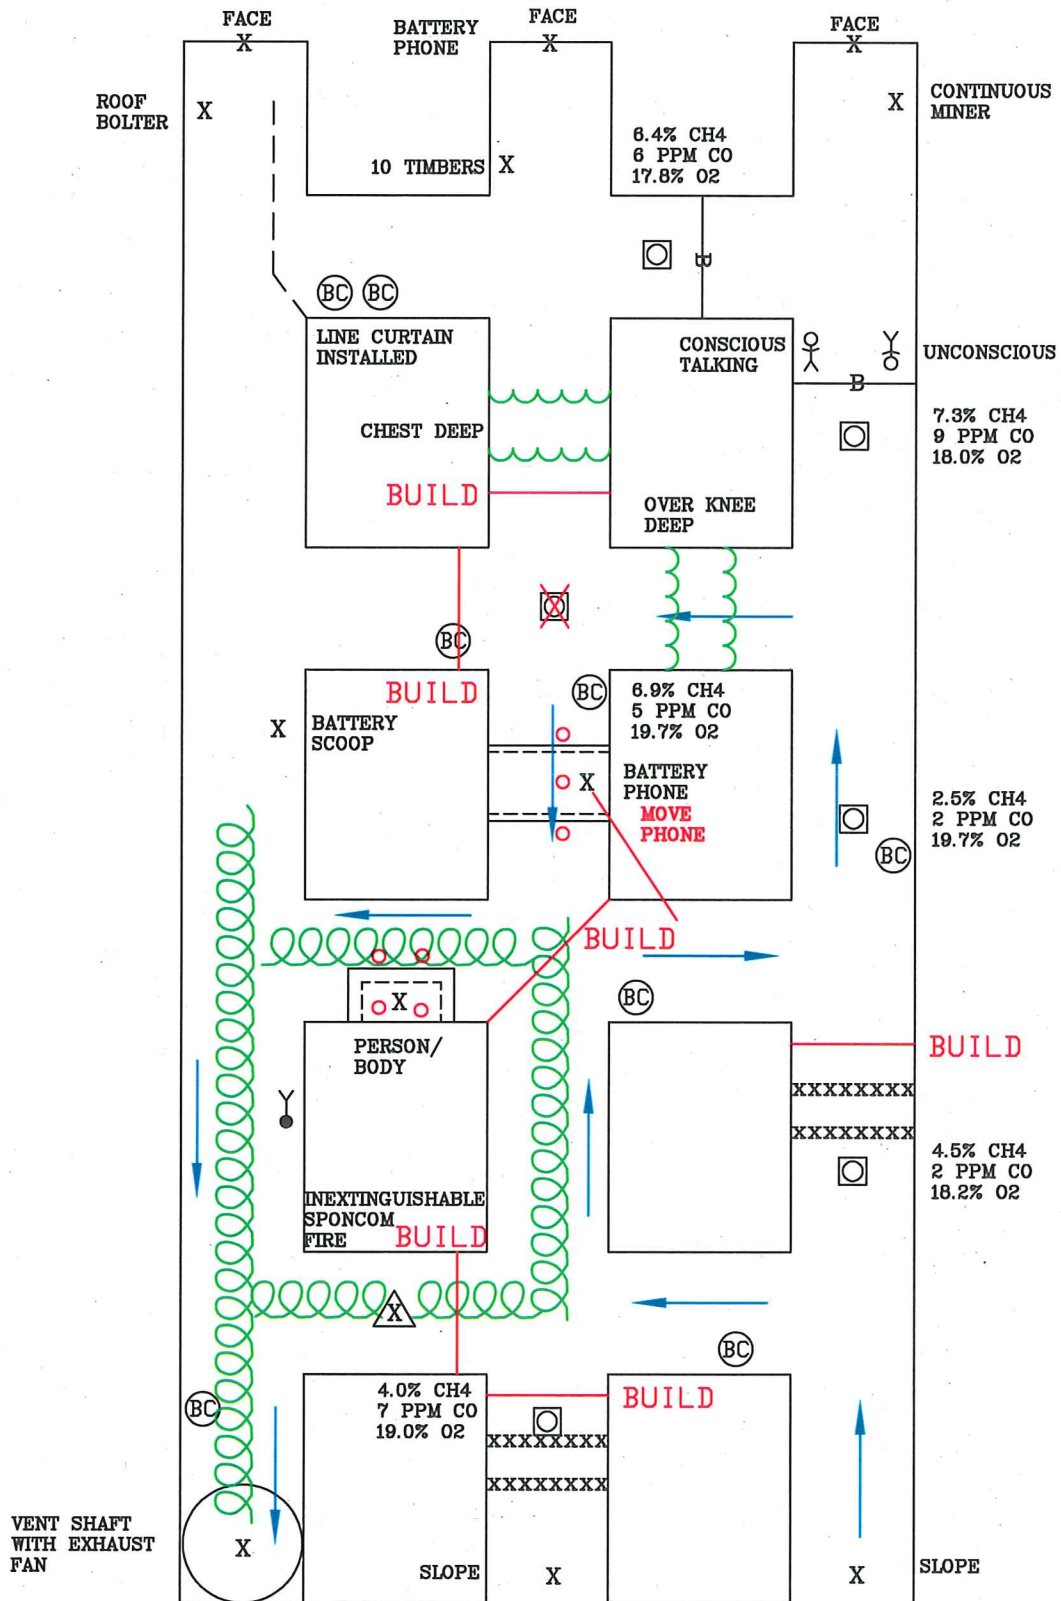 FACE
BATTERY
PHONE
FACE
FACE
X
X
X
ROOF
BOLTER
X
X
CONTINUOUS
MINER
10 TIMBERS
X
6.4% CH4
6 PPM CO
17.8% O2
B
BC
BC
LINE CURTAIN
INSTALLED
CONSCIOUS
TALKING
UNCONSCIOUS
B
CHEST DEEP
7.3% CH4
9 PPM CO
18.0% O2
BUILD
OVER KNEE
DEEP
BC
BUILD
BC
6.9% CH4
5 PPM CO
19.7% O2
X
BATTERY
SCOOP
X
BATTERY
PHONE
MOVE
PHONE
2.5% CH4
2 PPM CO
19.7% O2
BC
BUILD
X
BC
PERSON/
BODY
BUILD
XXXXXXXX
XXXXXXXX
4.5% CH4
2 PPM CO
18.2% O2
INEXTINGUISHABLE
SPONCOM
FIRE
BUILD
X
BC
4.0% CH4
7 PPM CO
19.0% O2
BUILD
BC
XXXXXXXX
XXXXXXXX
VENT SHAFT
WITH EXHAUST
FAN
X
SLOPE
X
X
SLOPE